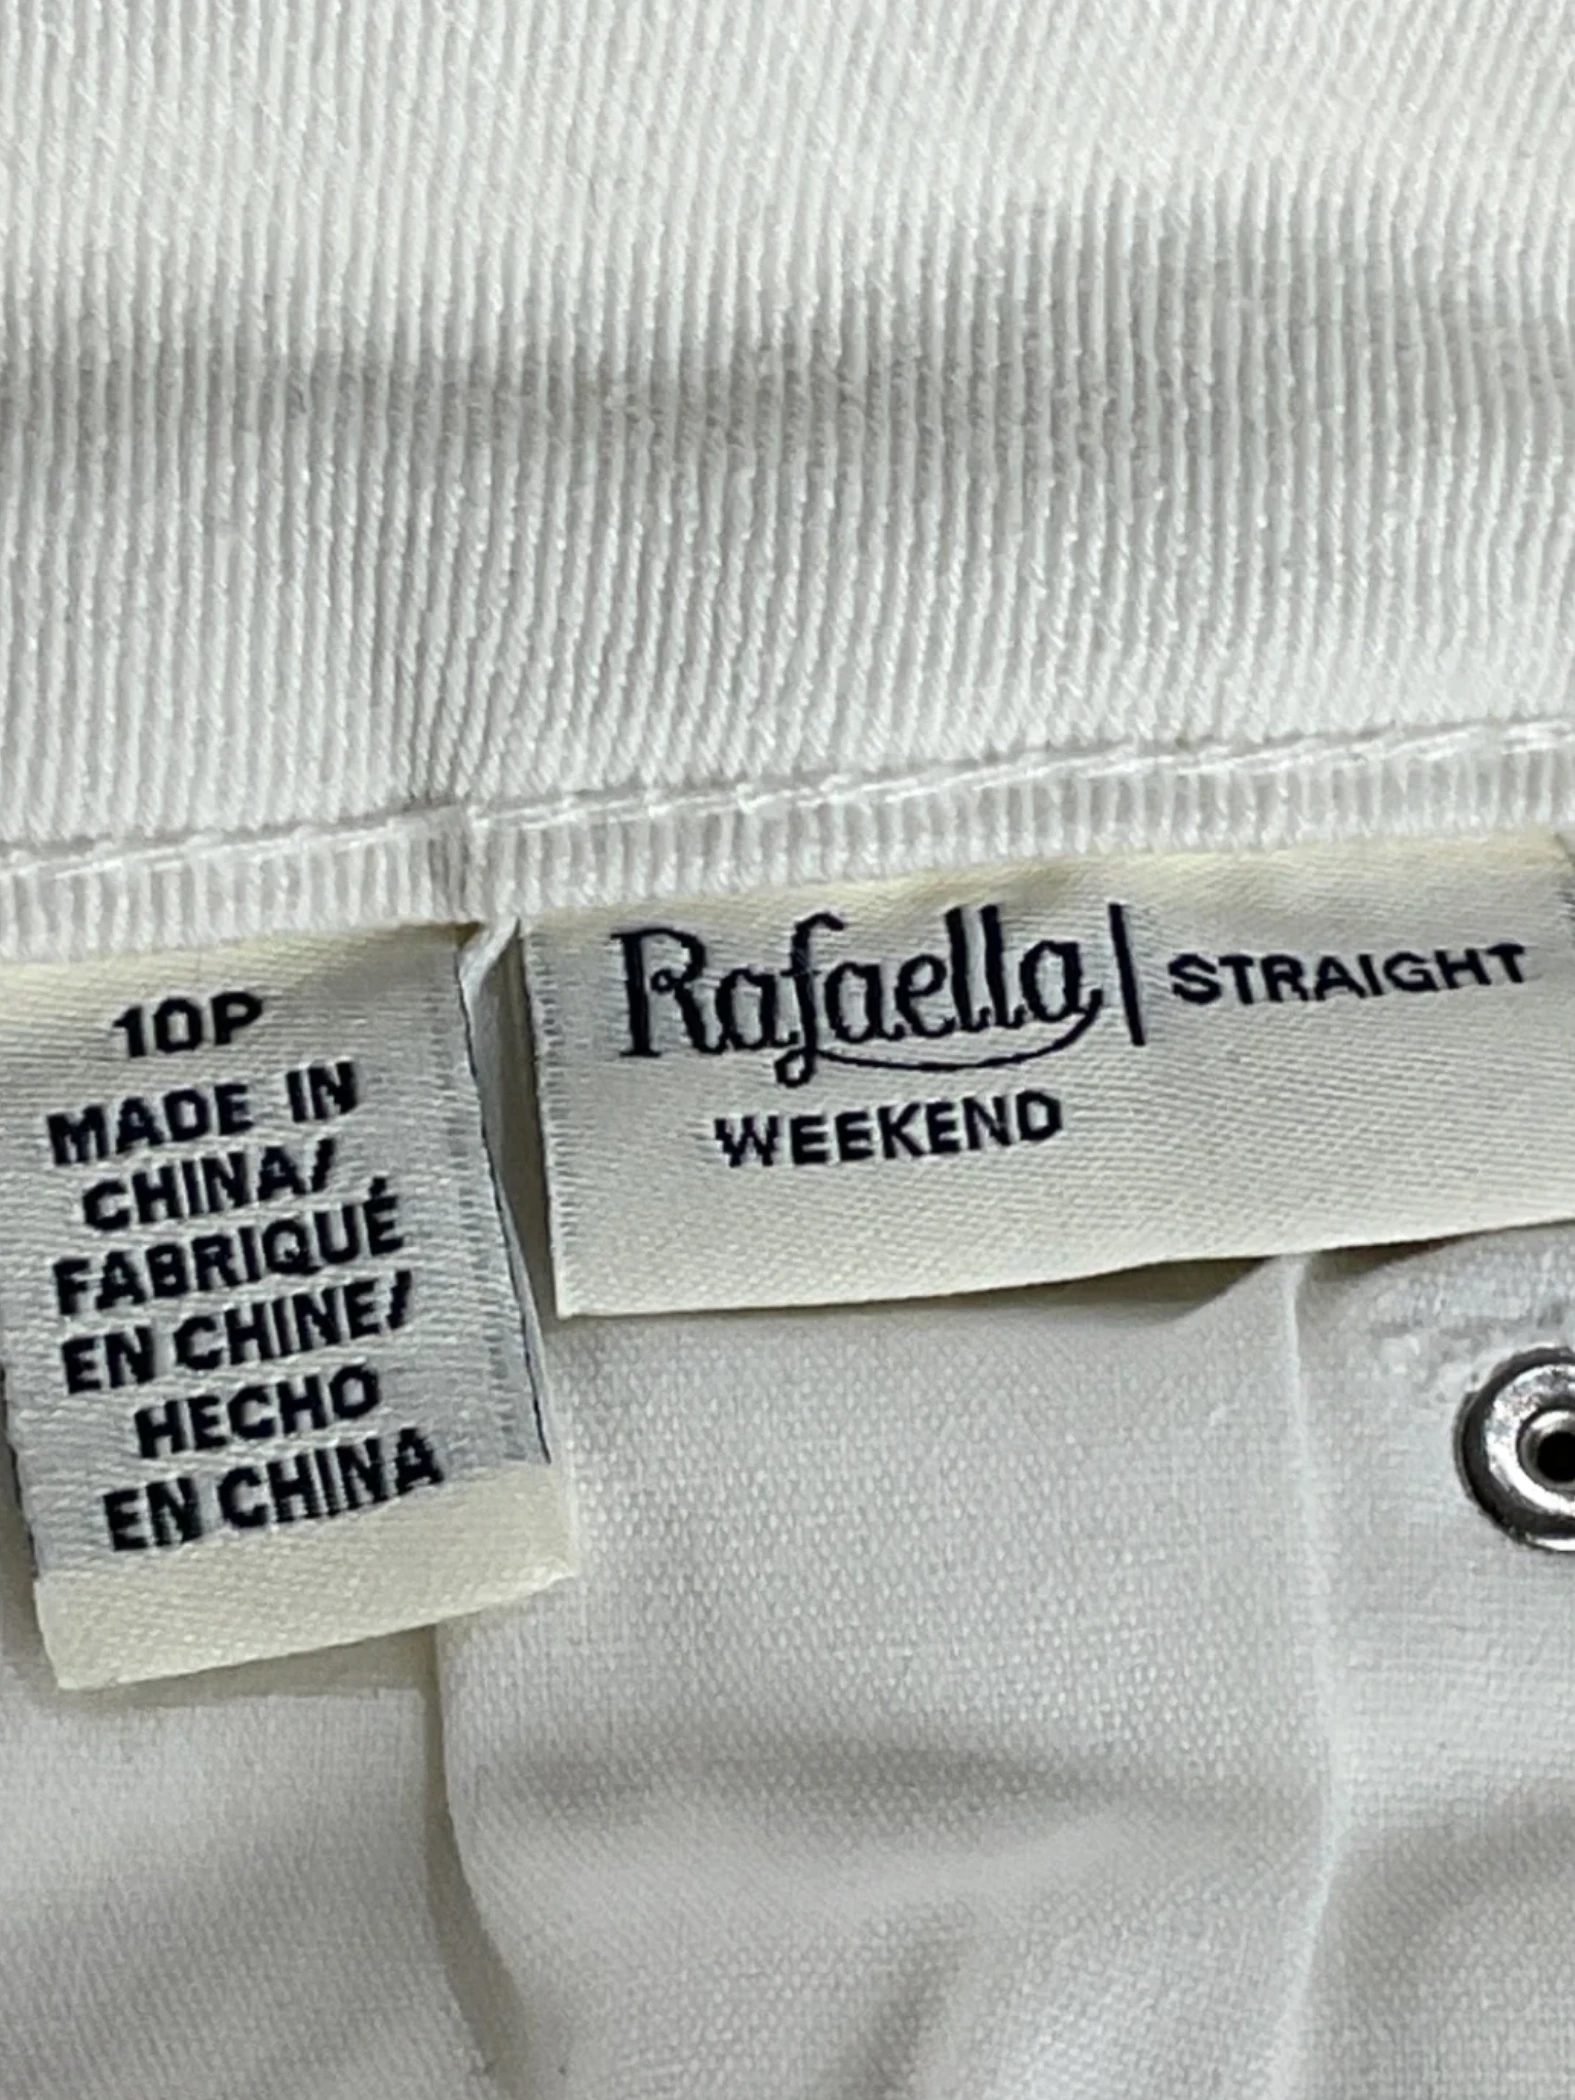 10P
MADE IN
CHINA/
FABRIQUÉ
EN CHINE/
HECHO
EN CHINA
Rafaella | STRAIGHT
WEEKEND